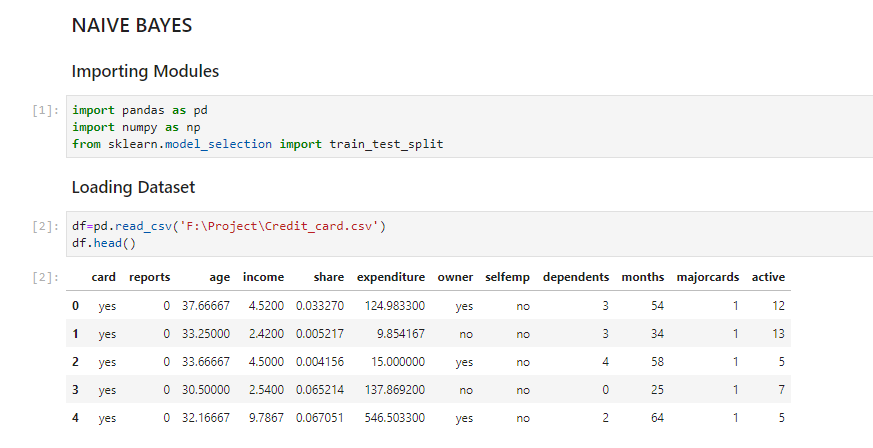 NAIVE BAYES
Importing Modules
[1]: import pandas as pd
import numpy as np
from sklearn.model_selection import train_test_split
Loading Dataset
[2]: df=pd.read_csv('F:\Project\Credit_card.csv')
df.head()
[2]: card reports age income share expenditure owner selfemp dependents months majorcards active
0 yes 0 37.66667 4.5200 0.033270 124.983300 yes no 3 54 1 12
1 yes 0 33.25000 2.4200 0.005217 9.854167 no no 3 34 1 13
2 yes 0 33.66667 4.5000 0.004156 15.000000 yes no 4 58 1 5
3 yes 0 30.50000 2.5400 0.065214 137.869200 no no 0 25 1 7
4 yes 0 32.16667 9.7867 0.067051 546.503300 yes no 2 64 1 5